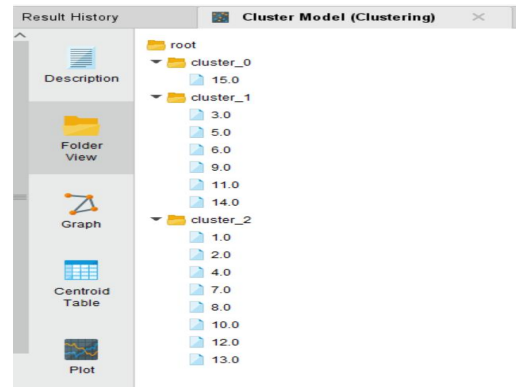 Result History
Cluster Model (Clustering)
Description
Folder
View
Graph
Centroid
Table
Plot
root
cluster_0
15.0
cluster_1
3.0
5.0
6.0
9.0
11.0
14.0
cluster_2
1.0
2.0
4.0
7.0
8.0
10.0
12.0
13.0